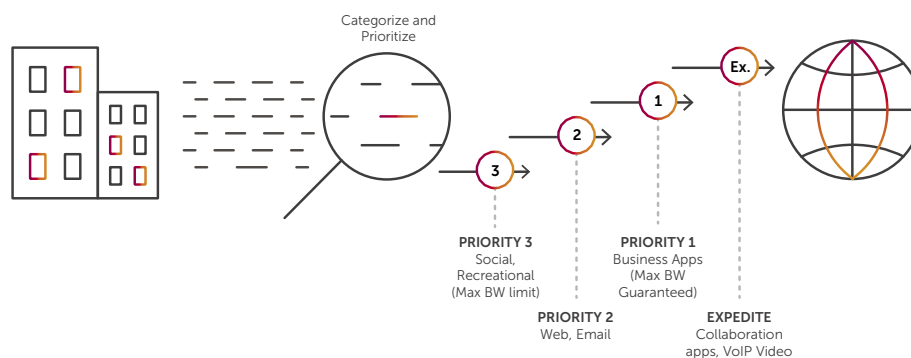 Categorize and
Prioritize
Ex.
1
2
3
PRIORITY 3
Social,
Recreational
(Max BW limit)
PRIORITY 2
Web, Email
PRIORITY 1
Business Apps
(Max BW
Guaranteed)
EXPEDITE
Collaboration
apps, VoIP Video